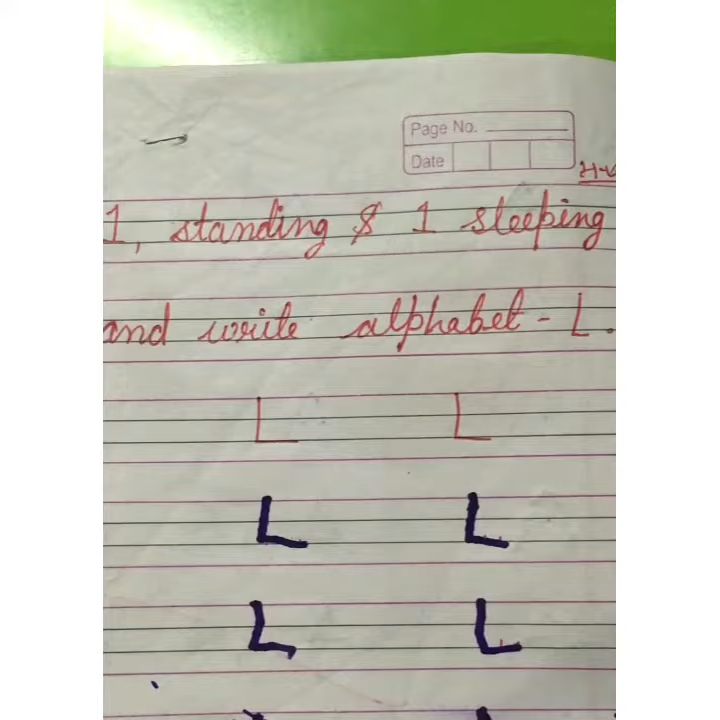 Page No.
Date
H.W
1, standing & 1 sleeping
and write alphabet - L.
L L
L L
L L